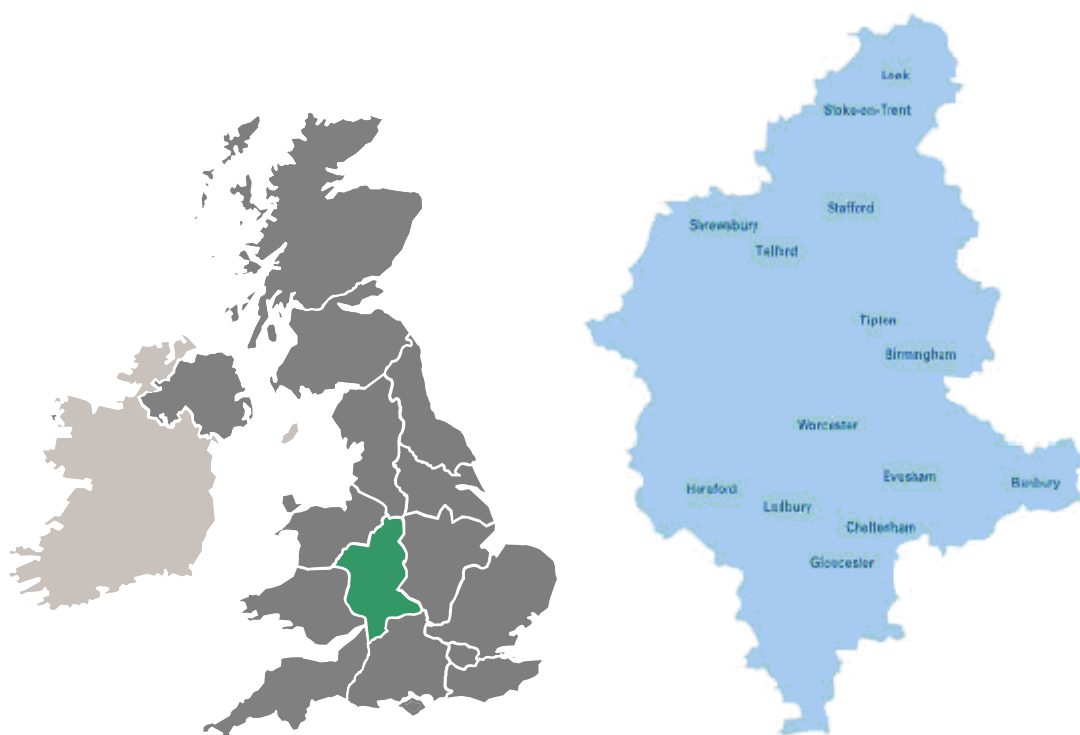 Leek
Stoke-on-Trent
Stafford
Shrewsbury
Telford
Tipton
Birmingham
Worcester
Evesham
Banbury
Hereford
Ledbury
Cheltenham
Gloucester